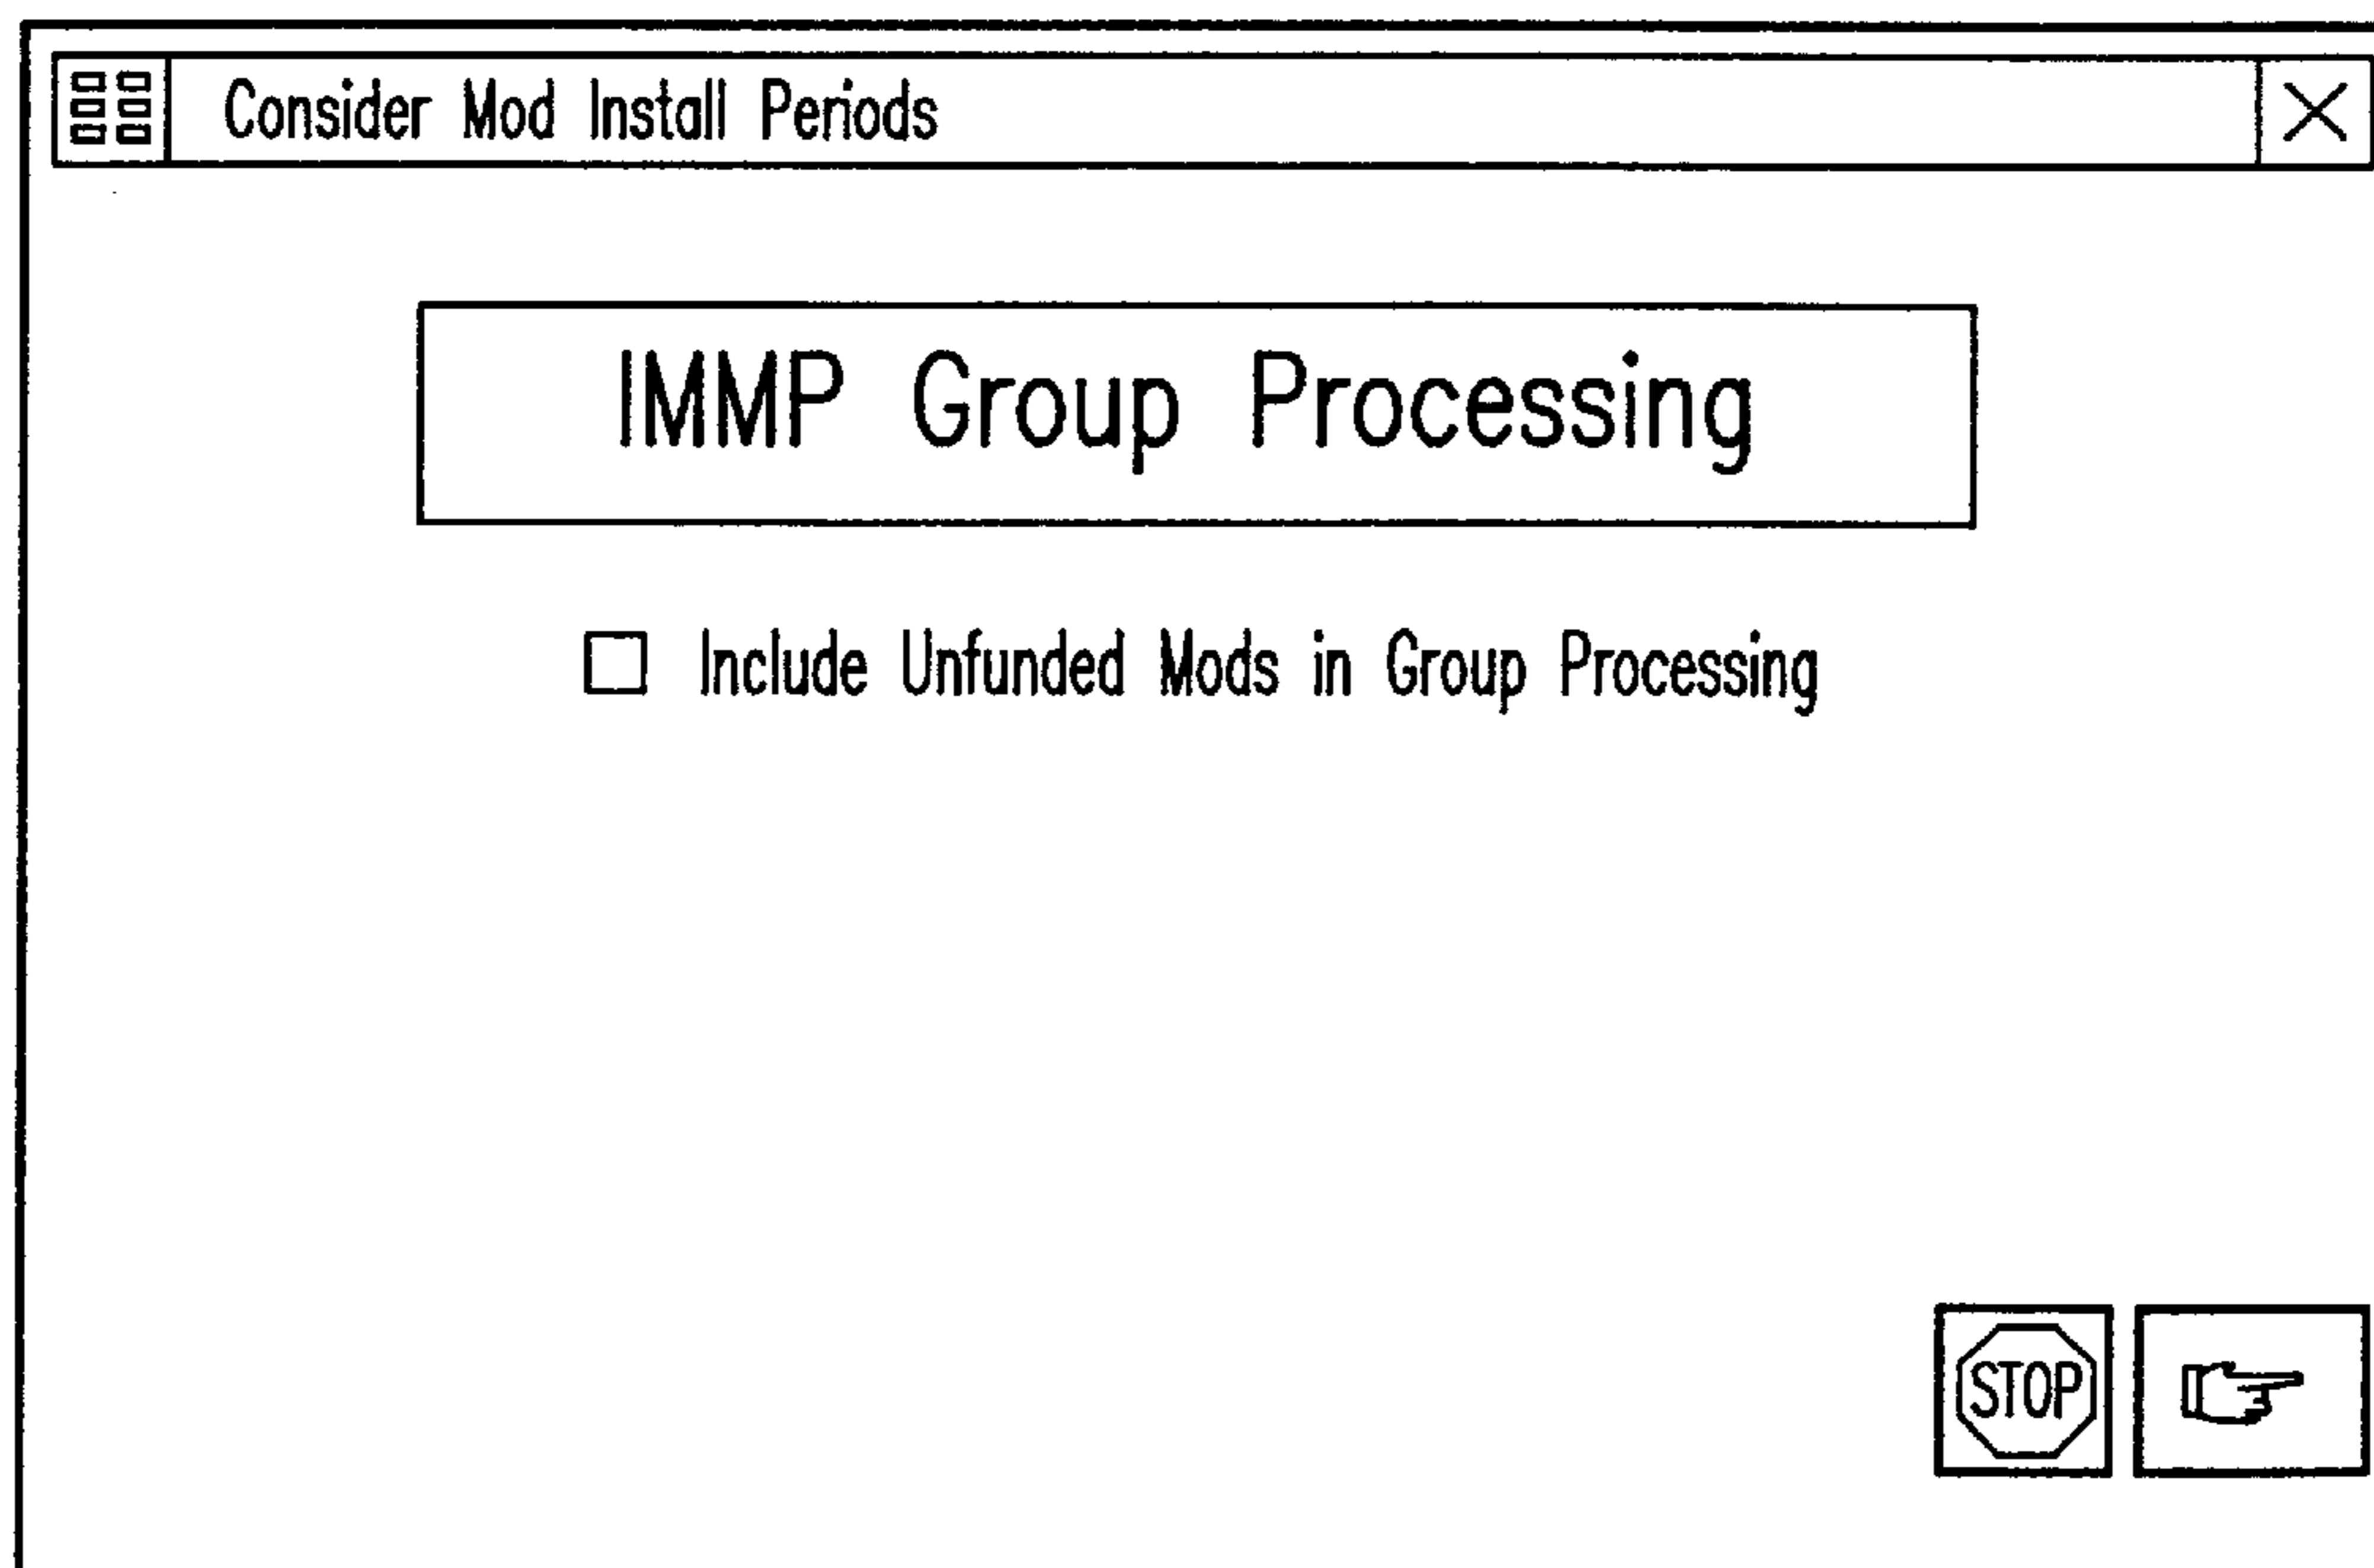 Consider Mod Install Periods
IMMP Group Processing
Include Unfunded Mods in Group Processing
STOP